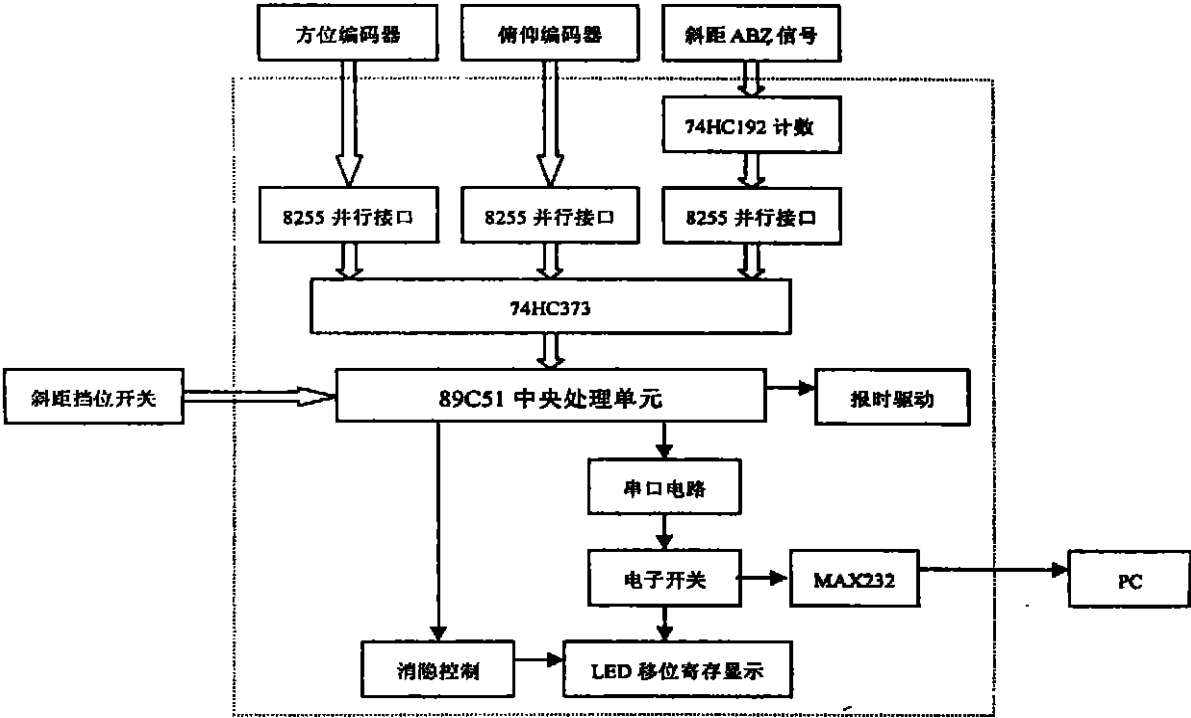 方位编码器
俯仰编码器
斜距 ABZ 信号
74HC192 计数
8255 并行接口
8255 并行接口
8255 并行接口
74HC373
斜距挡位开关
89C51 中央处理单元
报时驱动
串口电路
电子开关
MAX232
PC
消隐控制
LED 移位寄存显示